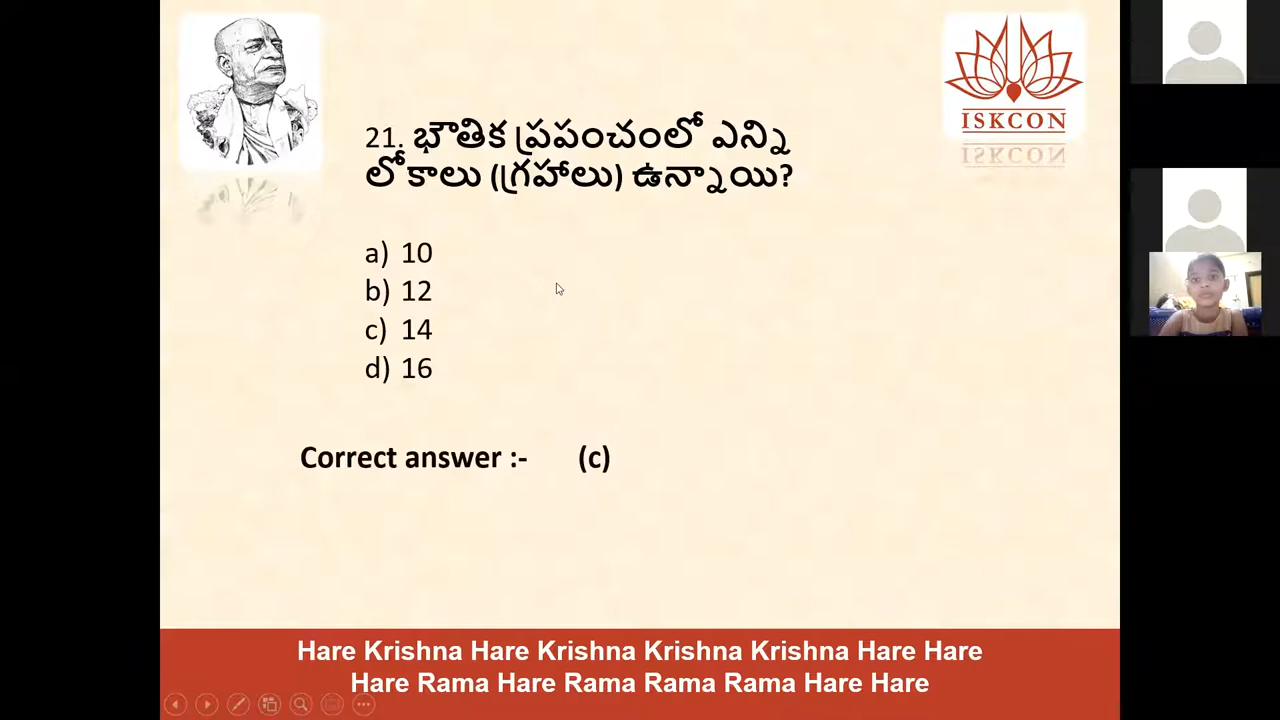 ISKCON
21. భౌతిక ప్రపంచంలో ఎన్ని
లోకాలు (గ్రహాలు) ఉన్నాయి?
a) 10
b) 12
c) 14
d) 16
Correct answer :- (c)
Hare Krishna Hare Krishna Krishna Krishna Hare Hare
Hare Rama Hare Rama Rama Rama Hare Hare